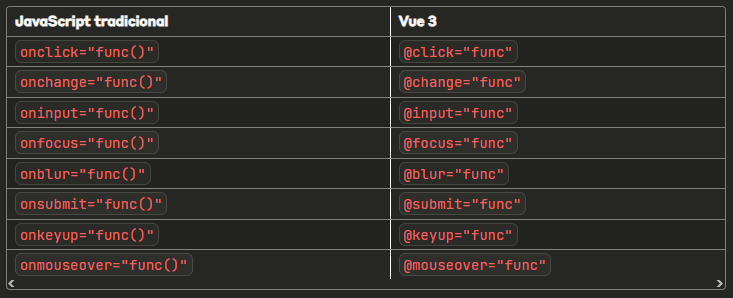 JavaScript tradicional Vue 3
onclick="func()" @click="func"
onchange="func()" @change="func"
oninput="func()" @input="func"
onfocus="func()" @focus="func"
onblur="func()" @blur="func"
onsubmit="func()" @submit="func"
onkeyup="func()" @keyup="func"
onmouseover="func()" @mouseover="func"